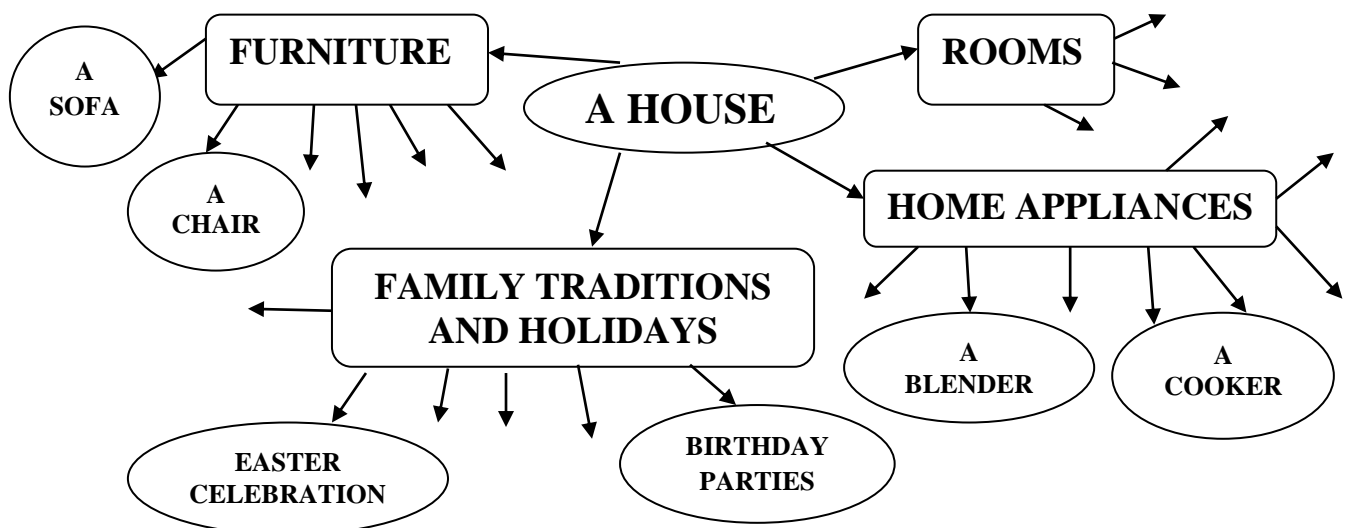 A HOUSE
FURNITURE
A
SOFA
A
CHAIR
ROOMS
HOME APPLIANCES
A
BLENDER
A
COOKER
FAMILY TRADITIONS
AND HOLIDAYS
EASTER
CELEBRATION
BIRTHDAY
PARTIES